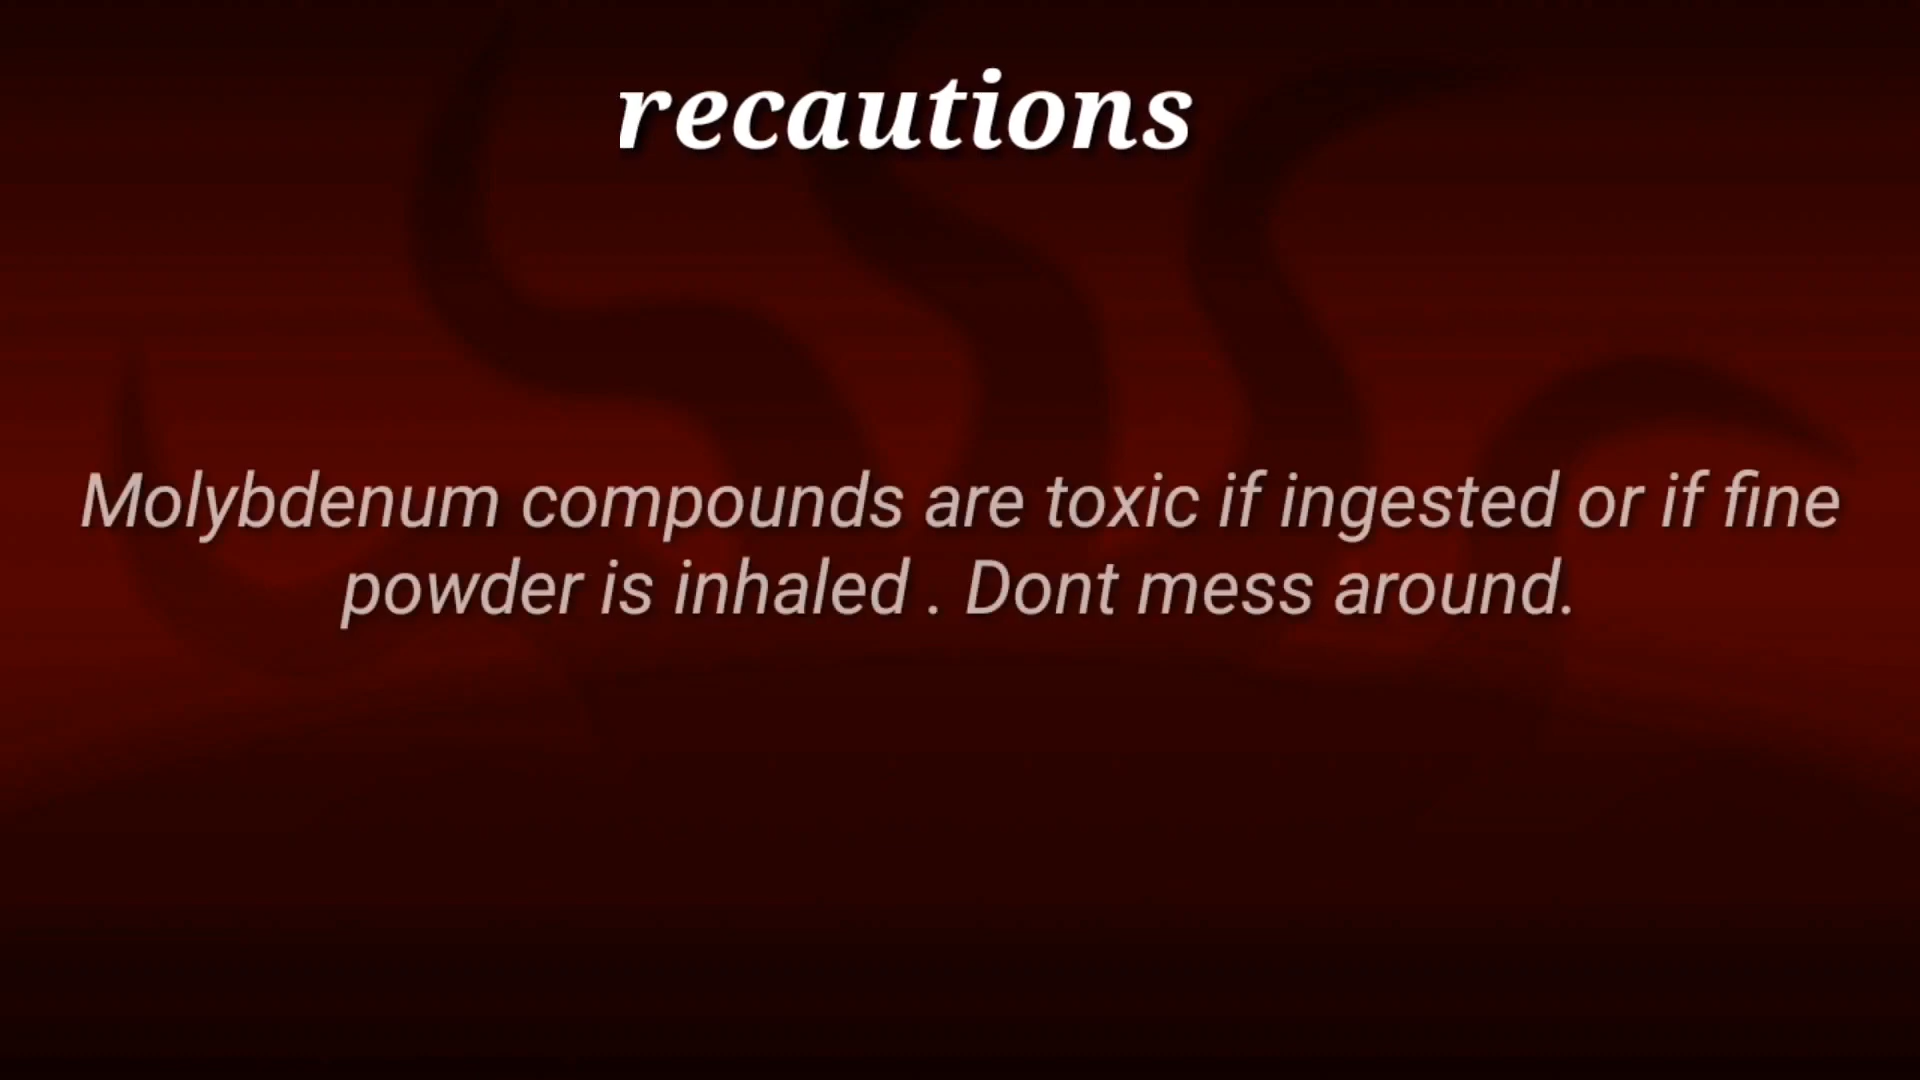 recautions
Molybdenum compounds are toxic if ingested or if fine
powder is inhaled . Dont mess around.